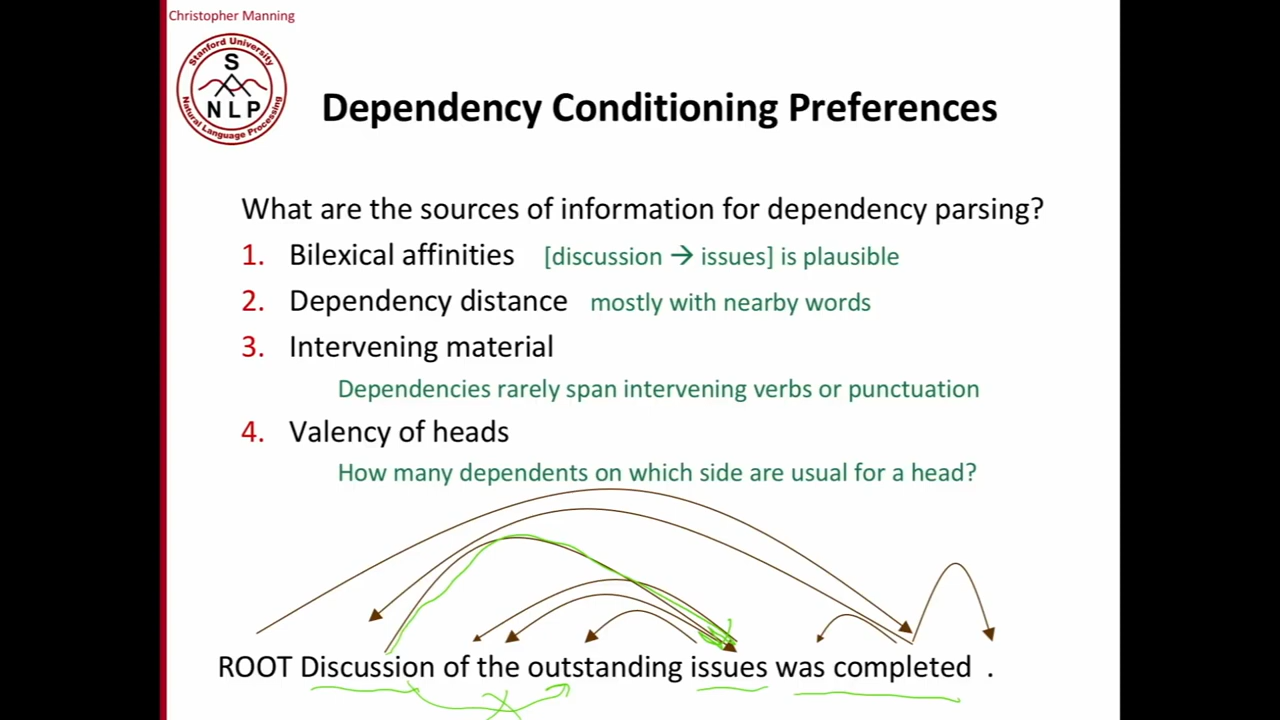 Christopher Manning
Stanford University
S
NLP
Natural Language Processing
Dependency Conditioning Preferences
What are the sources of information for dependency parsing?
1. Bilexical affinities [discussion → issues] is plausible
2. Dependency distance mostly with nearby words
3. Intervening material
Dependencies rarely span intervening verbs or punctuation
4. Valency of heads
How many dependents on which side are usual for a head?
ROOT Discussion of the outstanding issues was completed .